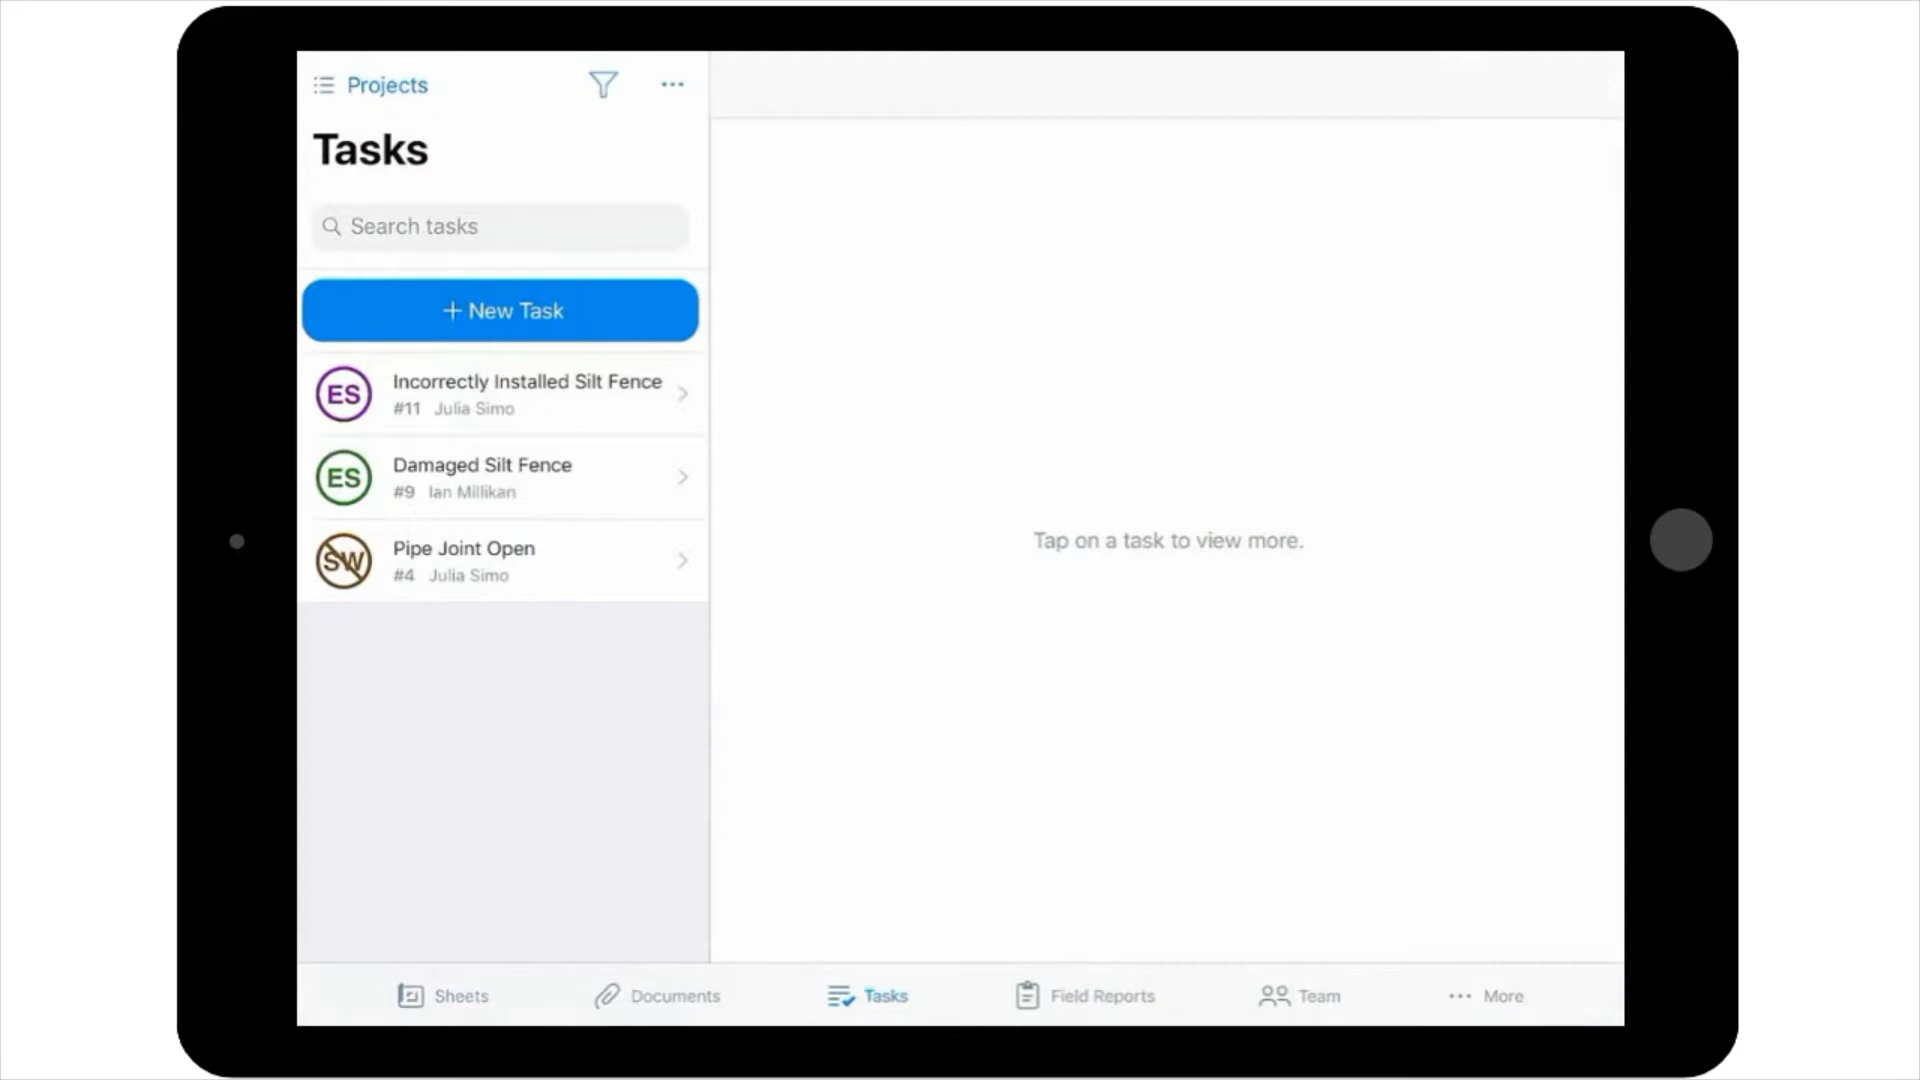 Projects
Tasks
Search tasks
+ New Task
ES
Incorrectly Installed Silt Fence
#11 Julia Simo
ES
Damaged Silt Fence
#9 Ian Millikan
SW
Pipe Joint Open
#4 Julia Simo
Tap on a task to view more.
Sheets
Documents
Tasks
Field Reports
Team
More